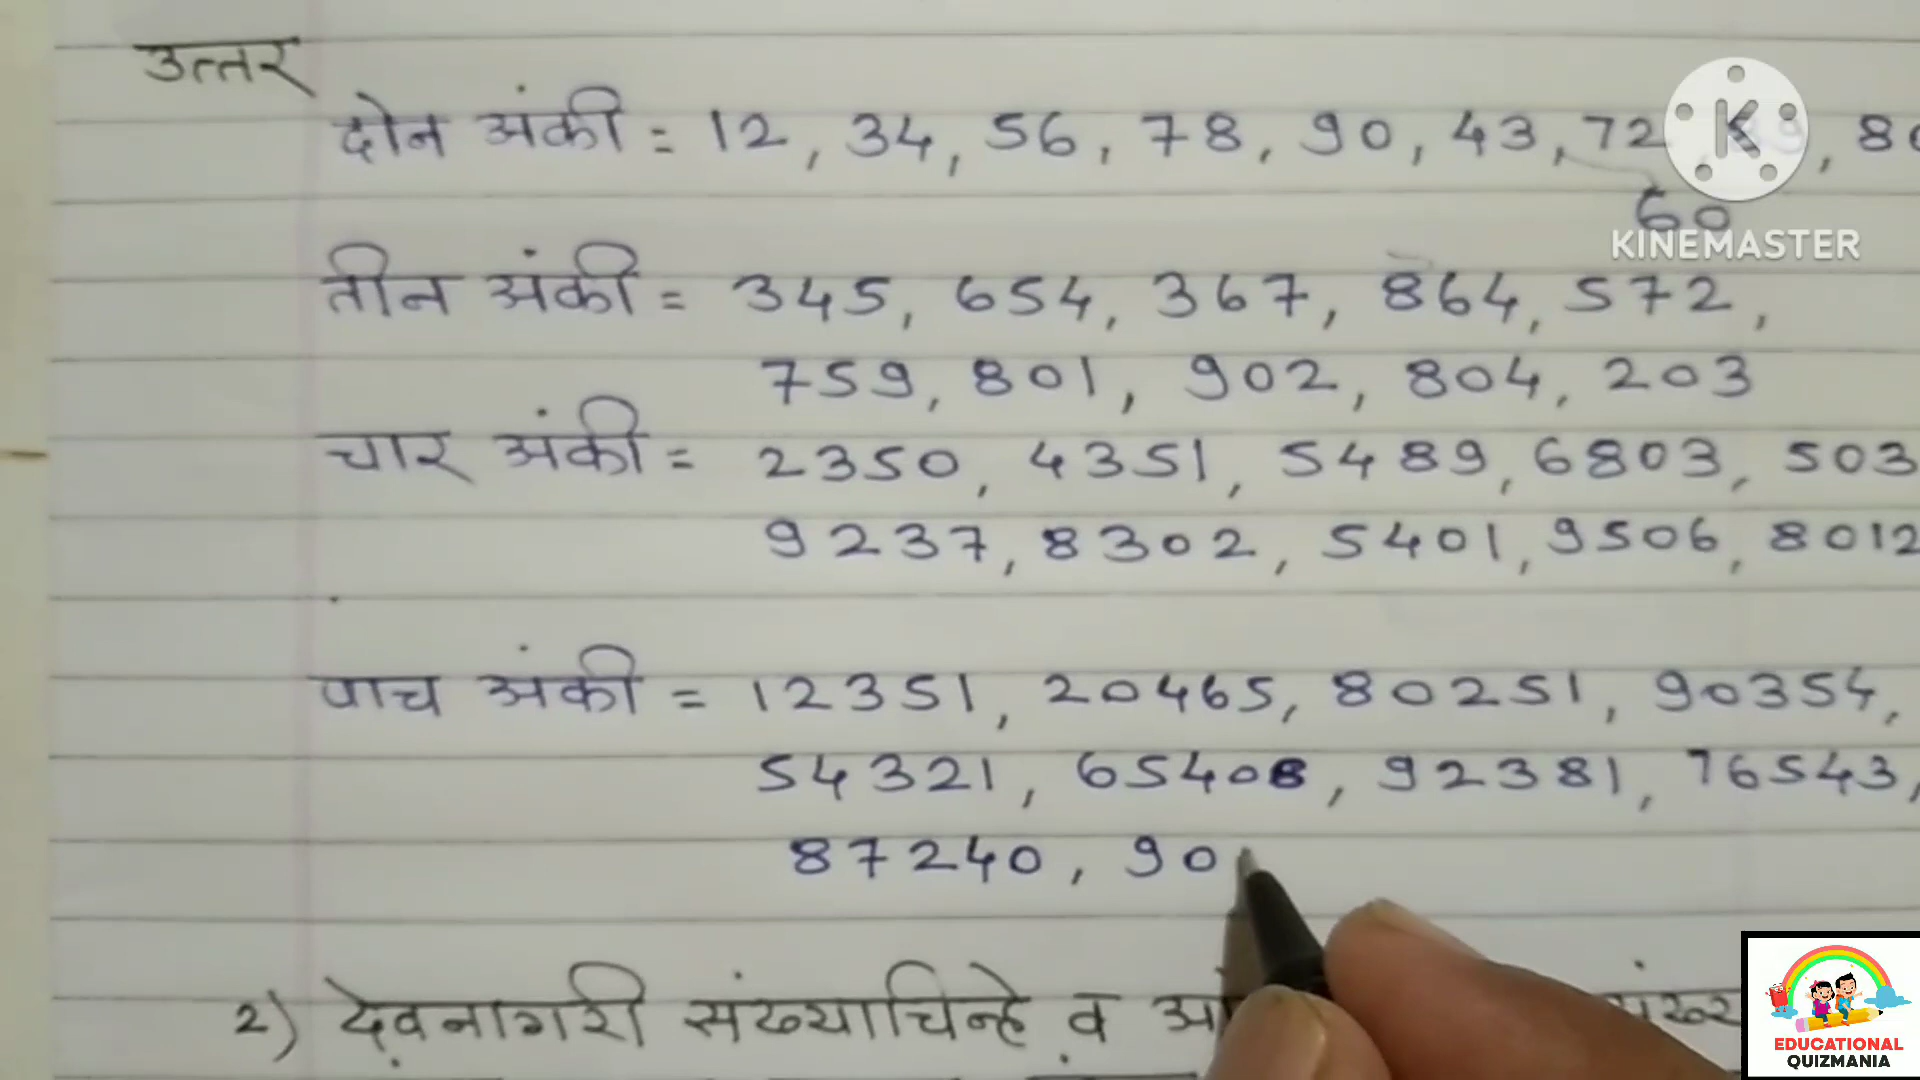 उत्तर
दोन अंकी = 12, 34, 56, 78, 90, 43, 72
60
तीन अंकी = 345, 654, 367, 864, 572,
759, 801, 902, 804, 203
चार अंकी = 2350, 4351, 5489, 6803, 503
9237, 8302, 5401, 9506, 8012
पाच अंकी = 12351, 20465, 80251, 90354,
54321, 65408, 92381, 76543,
87240, 90
2) देवनागरी संख्याचिन्हे व
KINEMASTER
EDUCATIONAL
QUIZMANIA